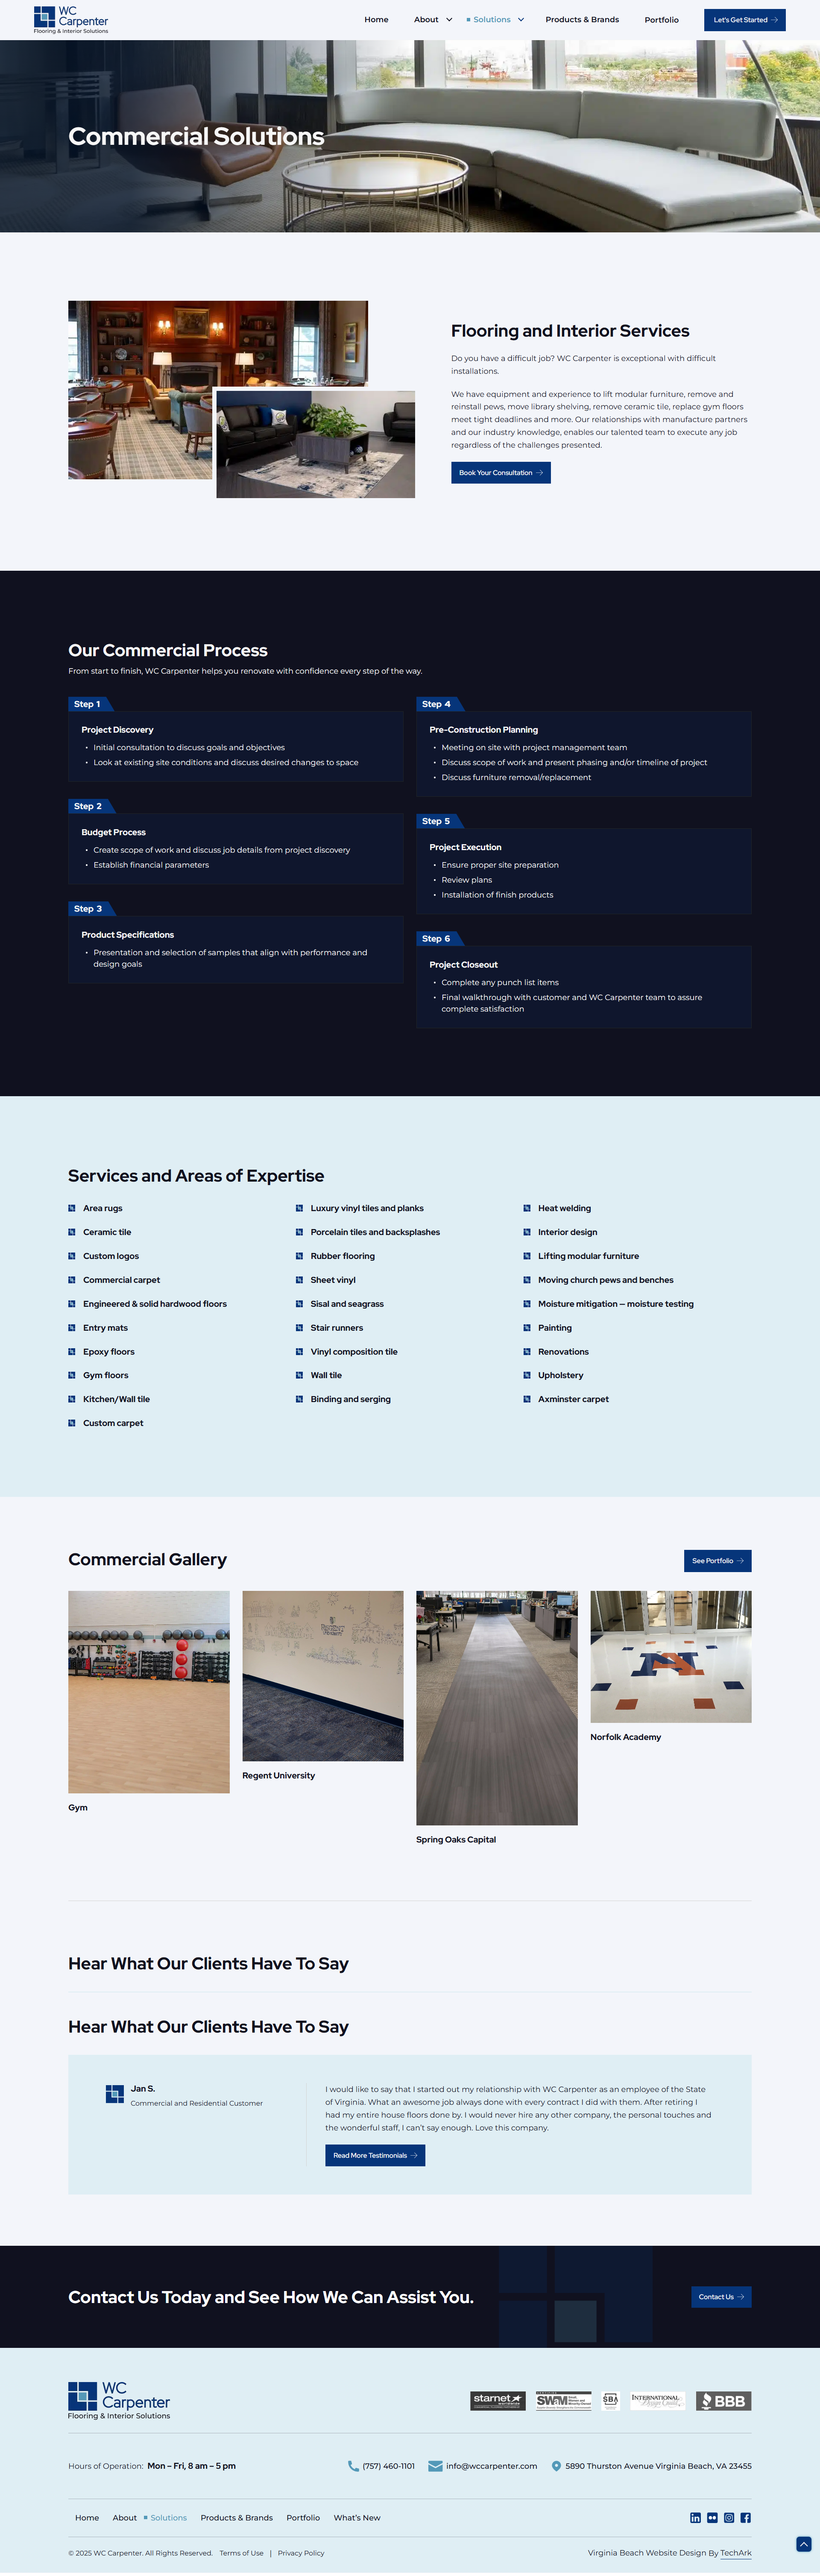 WC
Carpenter
Flooring & Interior Solutions
Home
About
Solutions
Products & Brands
Portfolio
Let's Get Started
Commercial Solutions
Flooring and Interior Services
Do you have a difficult job? WC Carpenter is exceptional with difficult
installations.
We have equipment and experience to lift modular furniture, remove and
reinstall pews, move library shelving, remove ceramic tile, replace gym floors
meet tight deadlines and more. Our relationships with manufacture partners
and our industry knowledge, enables our talented team to execute any job
regardless of the challenges presented.
Book Your Consultation
Our Commercial Process
From start to finish, WC Carpenter helps you renovate with confidence every step of the way.
Step 1
Project Discovery
• Initial consultation to discuss goals and objectives
• Look at existing site conditions and discuss desired changes to space
Step 2
Budget Process
• Create scope of work and discuss job details from project discovery
• Establish financial parameters
Step 3
Product Specifications
• Presentation and selection of samples that align with performance and
design goals
Step 4
Pre-Construction Planning
• Meeting on site with project management team
• Discuss scope of work and present phasing and/or timeline of project
• Discuss furniture removal/replacement
Step 5
Project Execution
• Ensure proper site preparation
• Review plans
• Installation of finish products
Step 6
Project Closeout
• Complete any punch list items
• Final walkthrough with customer and WC Carpenter team to assure
complete satisfaction
Services and Areas of Expertise
Area rugs
Ceramic tile
Custom logos
Commercial carpet
Engineered & solid hardwood floors
Entry mats
Epoxy floors
Gym floors
Kitchen/Wall tile
Custom carpet
Luxury vinyl tiles and planks
Porcelain tiles and backsplashes
Rubber flooring
Sheet vinyl
Sisal and seagrass
Stair runners
Vinyl composition tile
Wall tile
Binding and serging
Heat welding
Interior design
Lifting modular furniture
Moving church pews and benches
Moisture mitigation – moisture testing
Painting
Renovations
Upholstery
Axminster carpet
Commercial Gallery
See Portfolio
Gym
Regent University
Spring Oaks Capital
N
Norfolk Academy
Hear What Our Clients Have To Say
Hear What Our Clients Have To Say
Jan S.
Commercial and Residential Customer
I would like to say that I started out my relationship with WC Carpenter as an employee of the State
of Virginia. What an awesome job always done with every contract I did with them. After retiring I
had my entire house floors done by. I would never hire any other company, the personal touches and
the wonderful staff, I can't say enough. Love this company.
Read More Testimonials
Contact Us Today and See How We Can Assist You.
Contact Us
WC
Carpenter
Flooring & Interior Solutions
starnet
SWaM
SBA
INTERNATIONAL
Design Guild
BBB
Hours of Operation: Mon – Fri, 8 am – 5 pm
(757) 460-1101
info@wccarpenter.com
5890 Thurston Avenue Virginia Beach, VA 23455
Home
About
Solutions
Products & Brands
Portfolio
What's New
© 2025 WC Carpenter. All Rights Reserved.
Terms of Use | Privacy Policy
Virginia Beach Website Design By TechArk